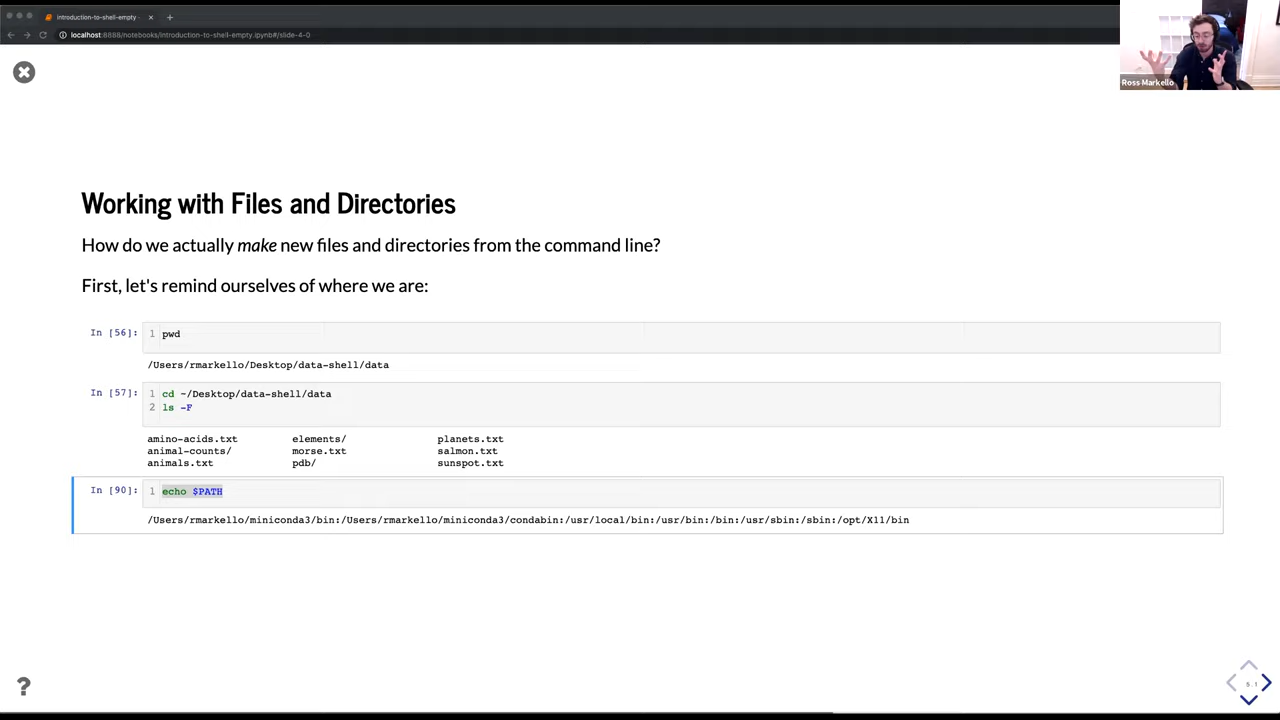 introduction-to-shell-empty
localhost:8888/notebooks/introduction-to-shell-empty.ipynb#/slide-4-0
Ross Markello
Working with Files and Directories
How do we actually make new files and directories from the command line?
First, let's remind ourselves of where we are:
In [56]: 1 pwd
/Users/rmarkello/Desktop/data-shell/data
In [57]: 1 cd ~/Desktop/data-shell/data
2 ls -F
amino-acids.txt elements/ planets.txt
animal-counts/ morse.txt salmon.txt
animals.txt pdb/ sunspot.txt
In [90]: 1 echo $PATH
/Users/rmarkello/miniconda3/bin:/Users/rmarkello/miniconda3/condabin:/usr/local/bin:/usr/bin:/bin:/usr/sbin:/sbin:/opt/X11/bin
?
5.1